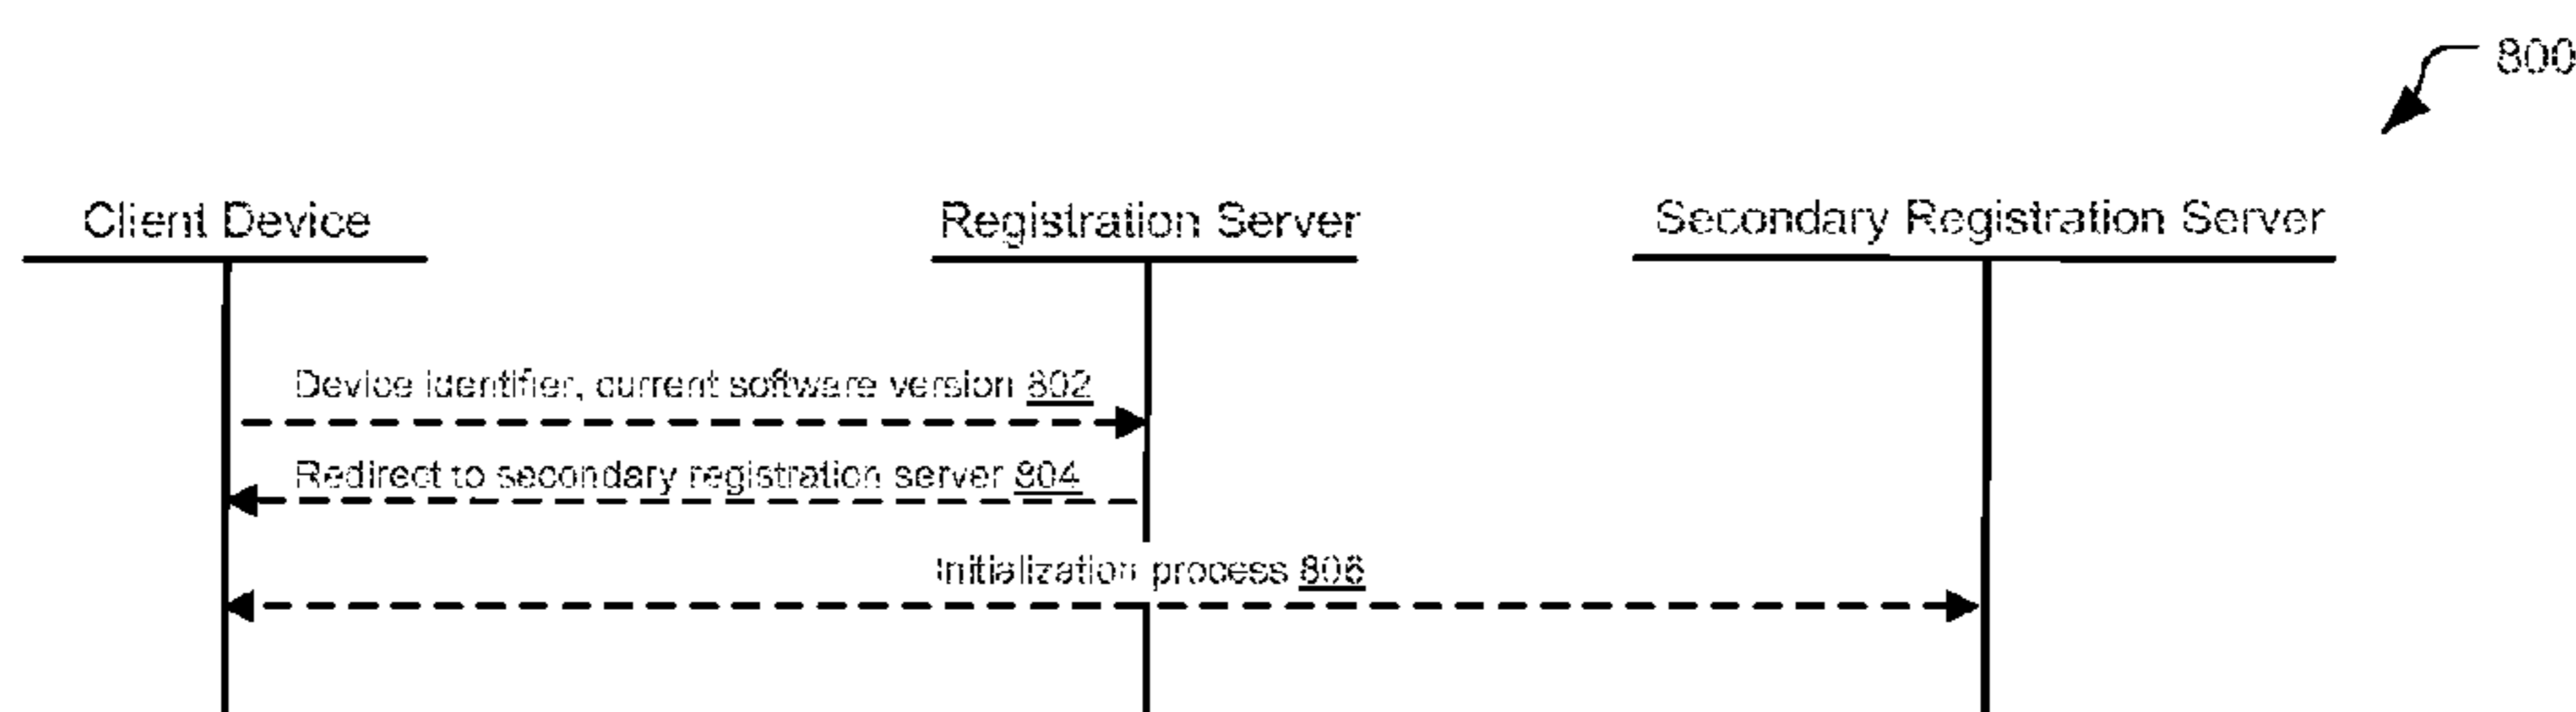 800
Client Device
Registration Server
Secondary Registration Server
Device identifier, current software version 802
Redirect to secondary registration server 804
Initialization process 806